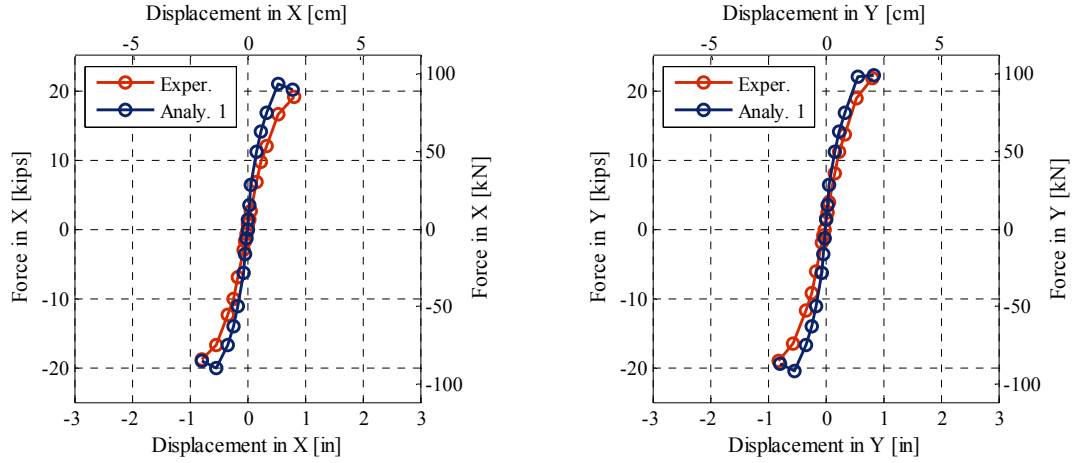 Displacement in X [cm]
-5 0 5
Exper.
Analy. 1
Force in X [kips]
20
10
0
-10
-20
100
50
0
-50
-100
Force in X [kN]
-3 -2 -1 0 1 2 3
Displacement in X [in]
Displacement in Y [cm]
-5 0 5
Exper.
Analy. 1
Force in Y [kips]
20
10
0
-10
-20
100
50
0
-50
-100
Force in Y [kN]
-3 -2 -1 0 1 2 3
Displacement in Y [in]